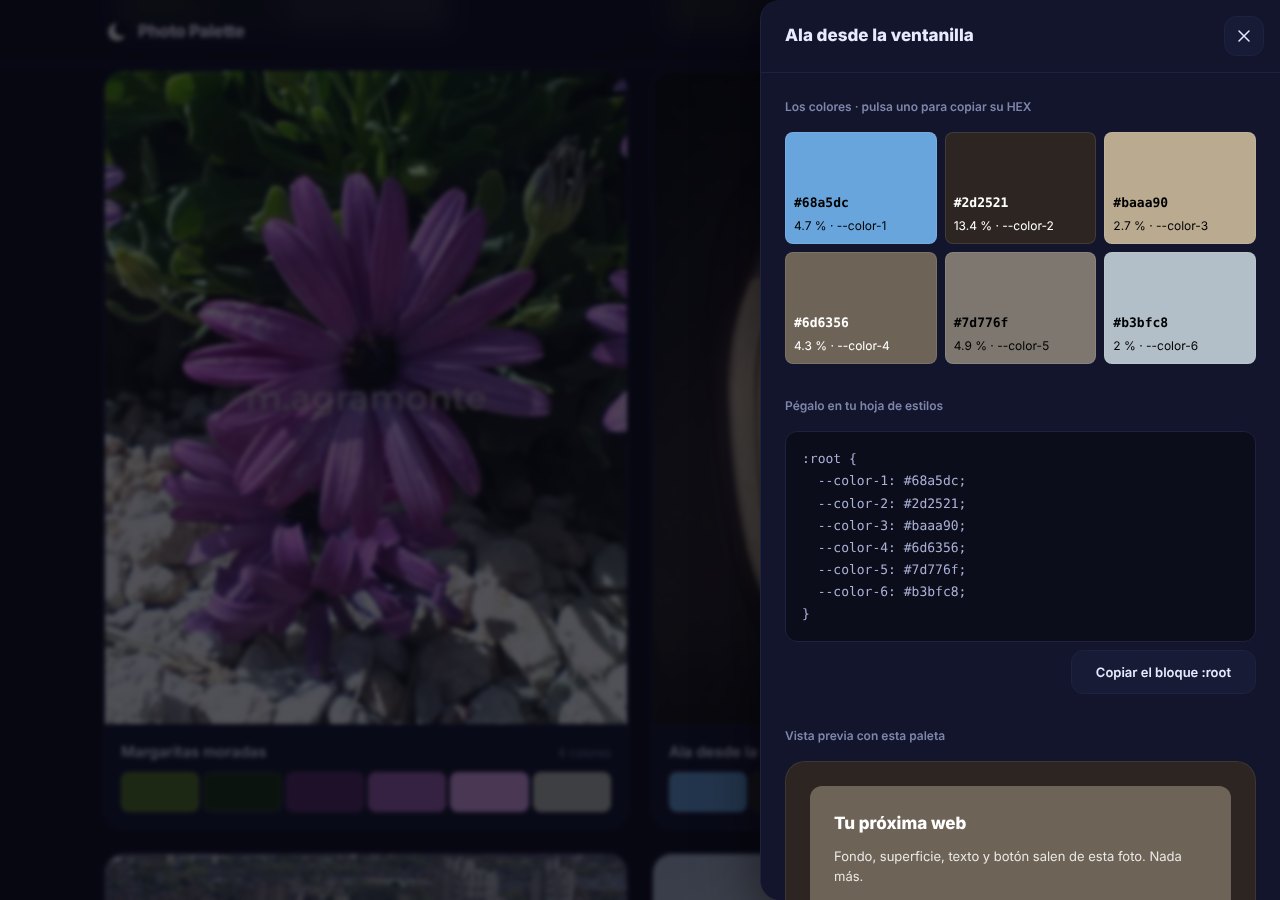 Photo Palette
m.agramonte
Margaritas moradas
Ala desde la
Ala desde la ventanilla
Los colores · pulsa uno para copiar su HEX
#68a5dc
4.7 % · --color-1
#2d2521
13.4 % · --color-2
#baaa90
2.7 % · --color-3
#6d6356
4.3 % · --color-4
#7d776f
4.9 % · --color-5
#b3bfc8
2 % · --color-6
Pégalo en tu hoja de estilos
:root {
--color-1: #68a5dc;
--color-2: #2d2521;
--color-3: #baaa90;
--color-4: #6d6356;
--color-5: #7d776f;
--color-6: #b3bfc8;
}
Copiar el bloque :root
Vista previa con esta paleta
Tu próxima web
Fondo, superficie, texto y botón salen de esta foto. Nada
más.